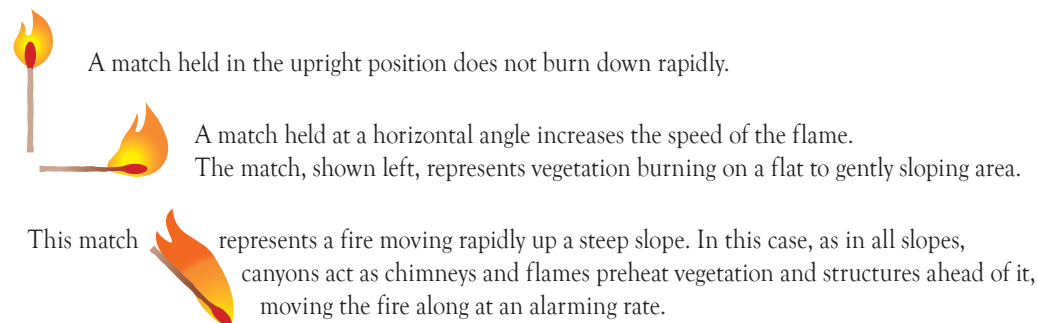 A match held in the upright position does not burn down rapidly.
A match held at a horizontal angle increases the speed of the flame.
The match, shown left, represents vegetation burning on a flat to gently sloping area.
This match represents a fire moving rapidly up a steep slope. In this case, as in all slopes,
canyons act as chimneys and flames preheat vegetation and structures ahead of it,
moving the fire along at an alarming rate.